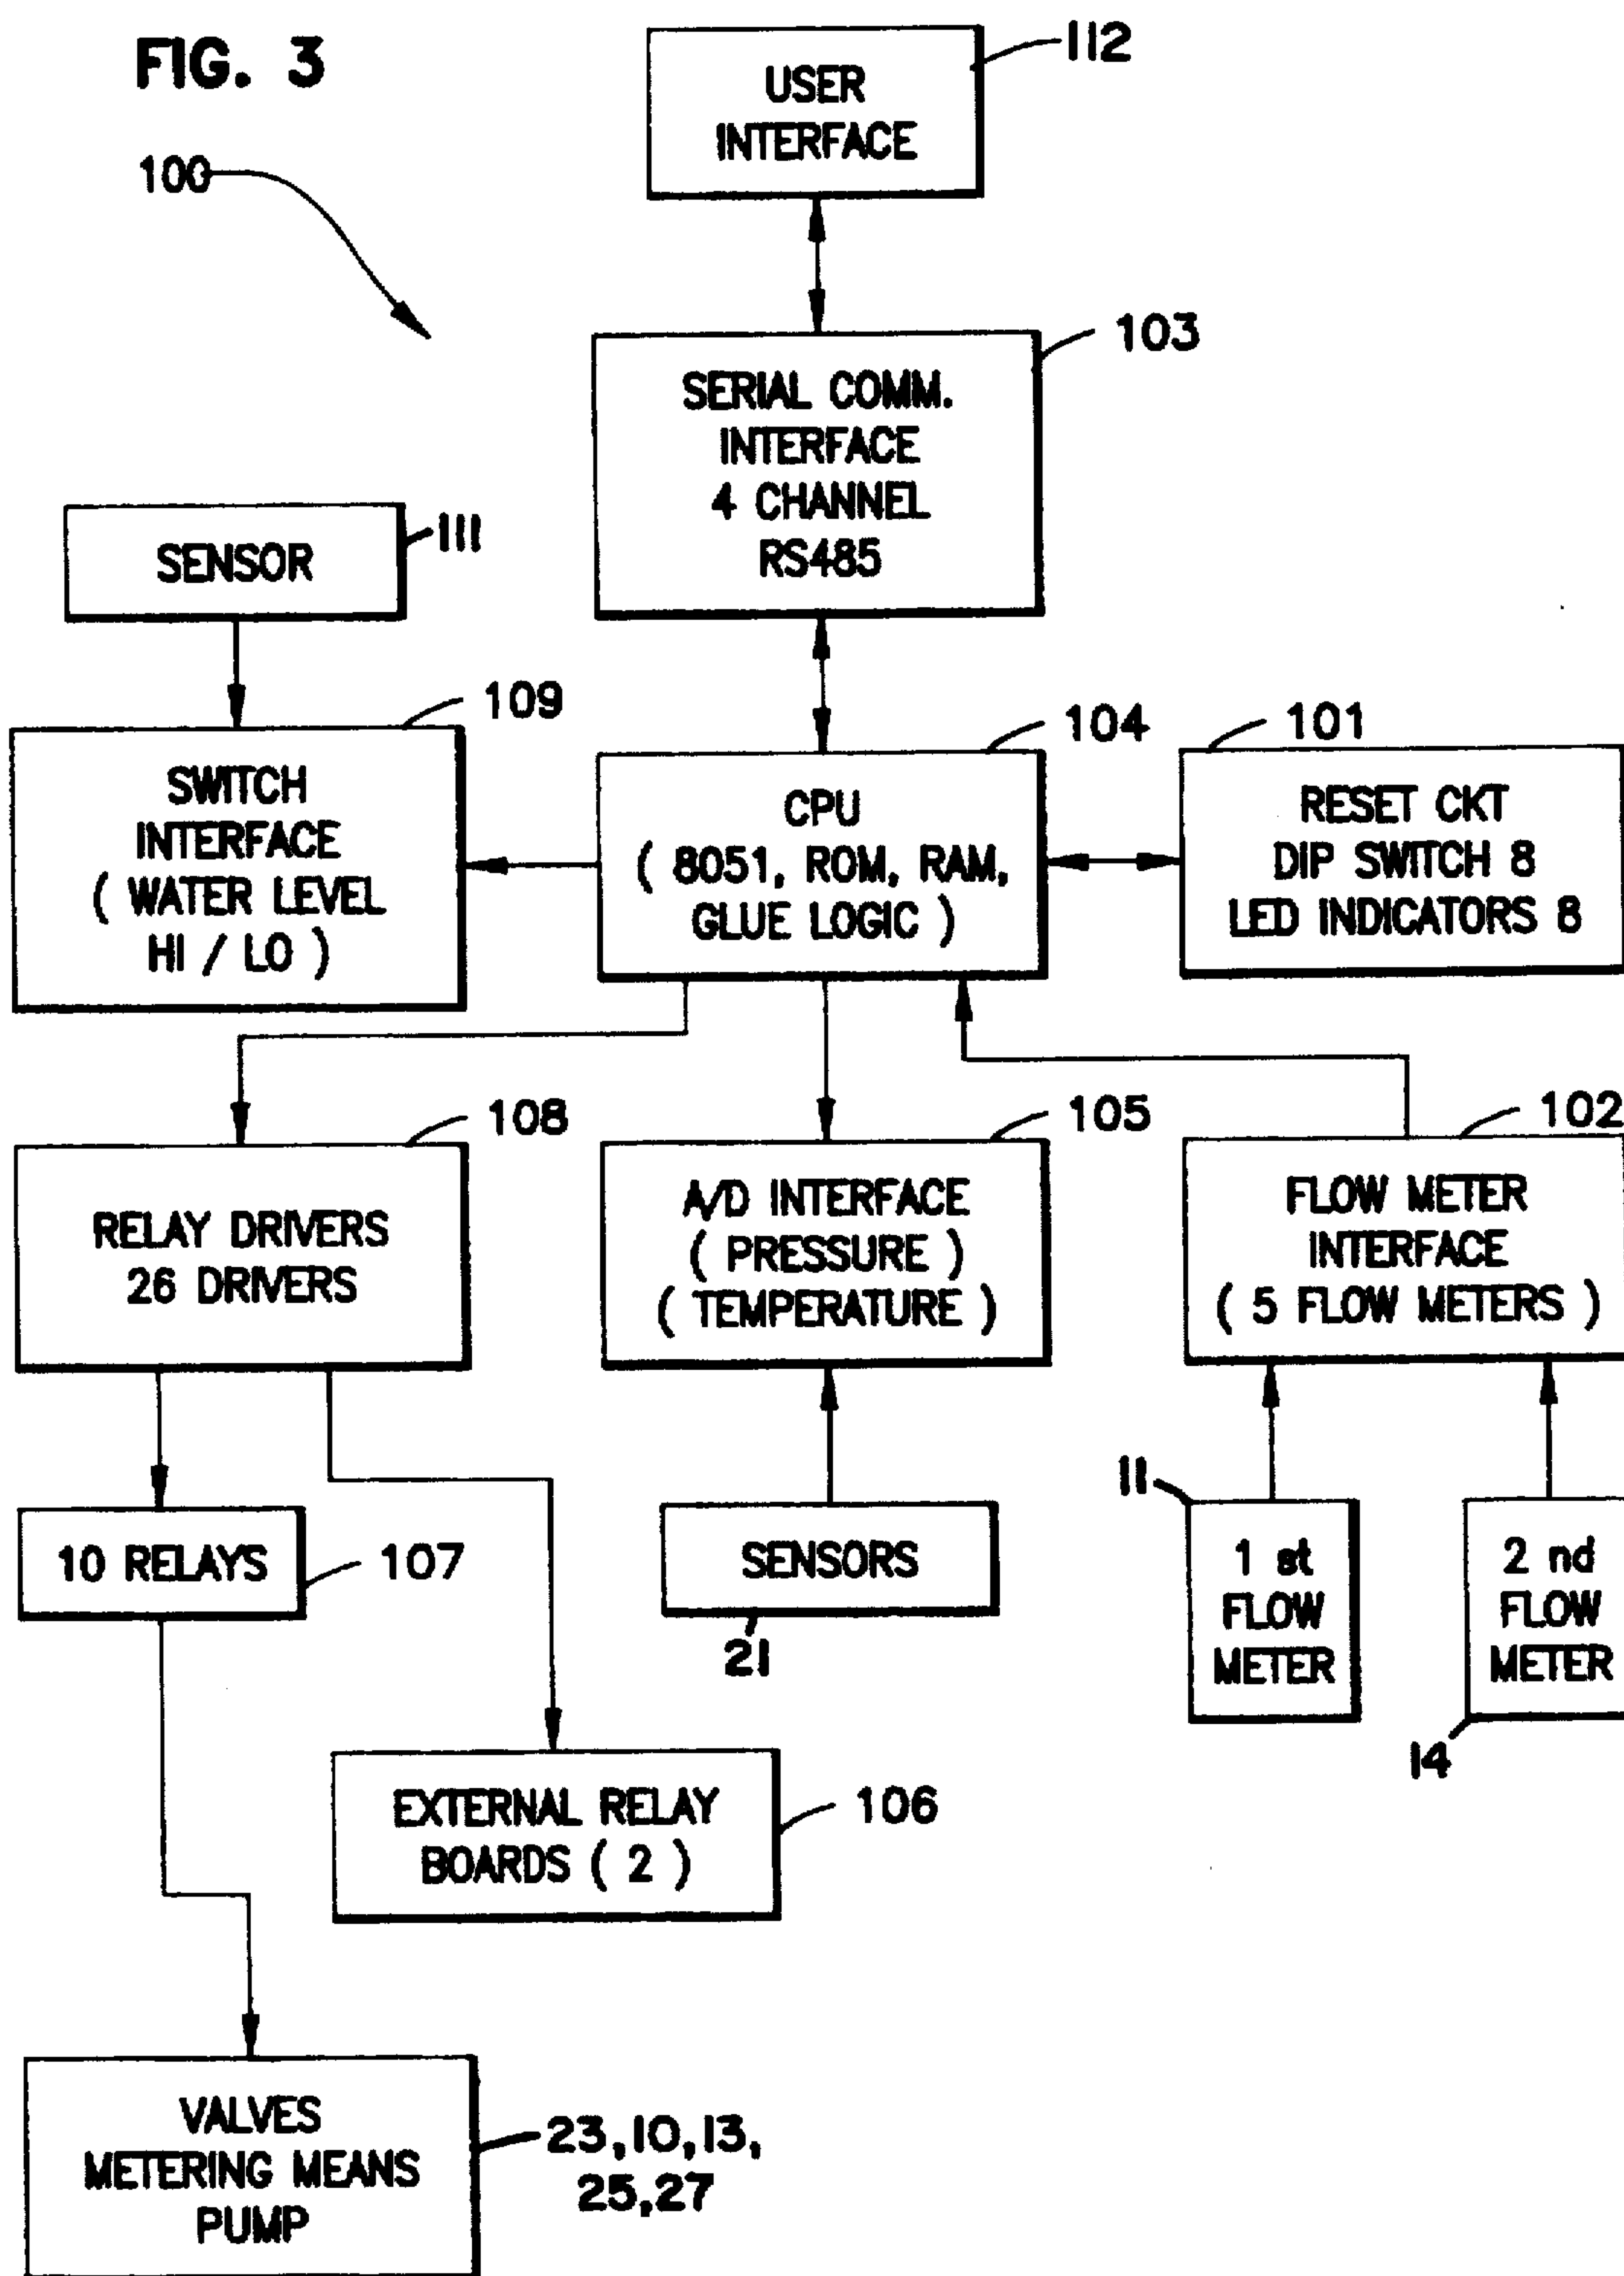 FIG. 3
100
112
USER
INTERFACE
103
SERIAL COMM.
INTERFACE
4 CHANNEL
RS485
111
SENSOR
109
SWITCH
INTERFACE
( WATER LEVEL
HI / LO )
104
CPU
( 8051, ROM, RAM,
GLUE LOGIC )
101
RESET CKT
DIP SWITCH 8
LED INDICATORS 8
108
RELAY DRIVERS
26 DRIVERS
105
A/D INTERFACE
( PRESSURE )
( TEMPERATURE )
102
FLOW METER
INTERFACE
( 5 FLOW METERS )
10 RELAYS
107
SENSORS
21
11
1 st
FLOW
METER
2 nd
FLOW
METER
14
EXTERNAL RELAY
BOARDS ( 2 )
106
VALVES
METERING MEANS
PUMP
23,10,13,
25,27